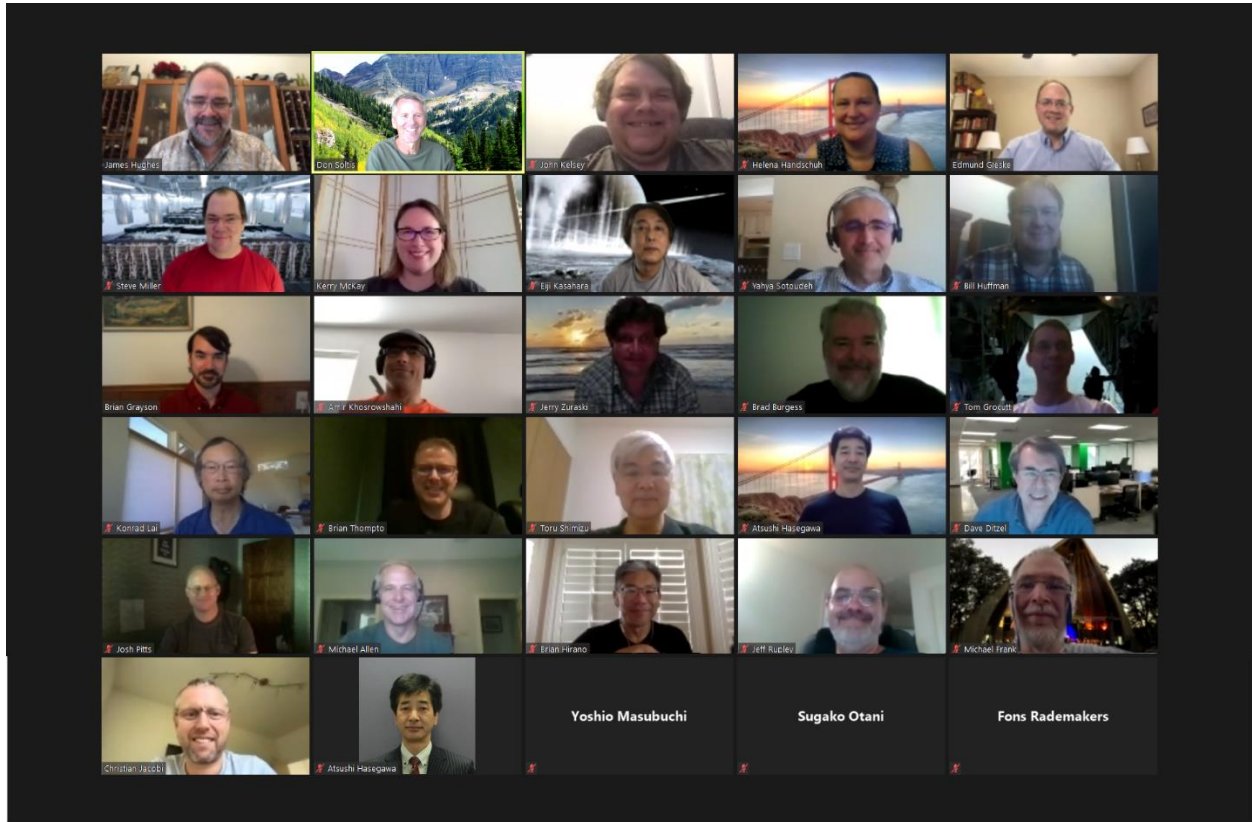 James Hughes
Don Soltis
John Kelsey
Helena Handschuh
Edmund Gieske
Steve Miller
Kerry McKay
Eiji Kasahara
Yahya Sotoudeh
Bill Huffman
Brian Grayson
Amir Khosrowshahi
Jerry Zuraski
Brad Burgess
Tom Grocutt
Konrad Lai
Brian Thompto
Toru Shimizu
Atsushi Hasegawa
Dave Ditzel
Josh Pitts
Michael Allen
Brian Hirano
Jeff Rupley
Michael Frank
Christian Jacobi
Atsushi Hasegawa
Yoshio Masubuchi
Sugako Otani
Fons Rademakers